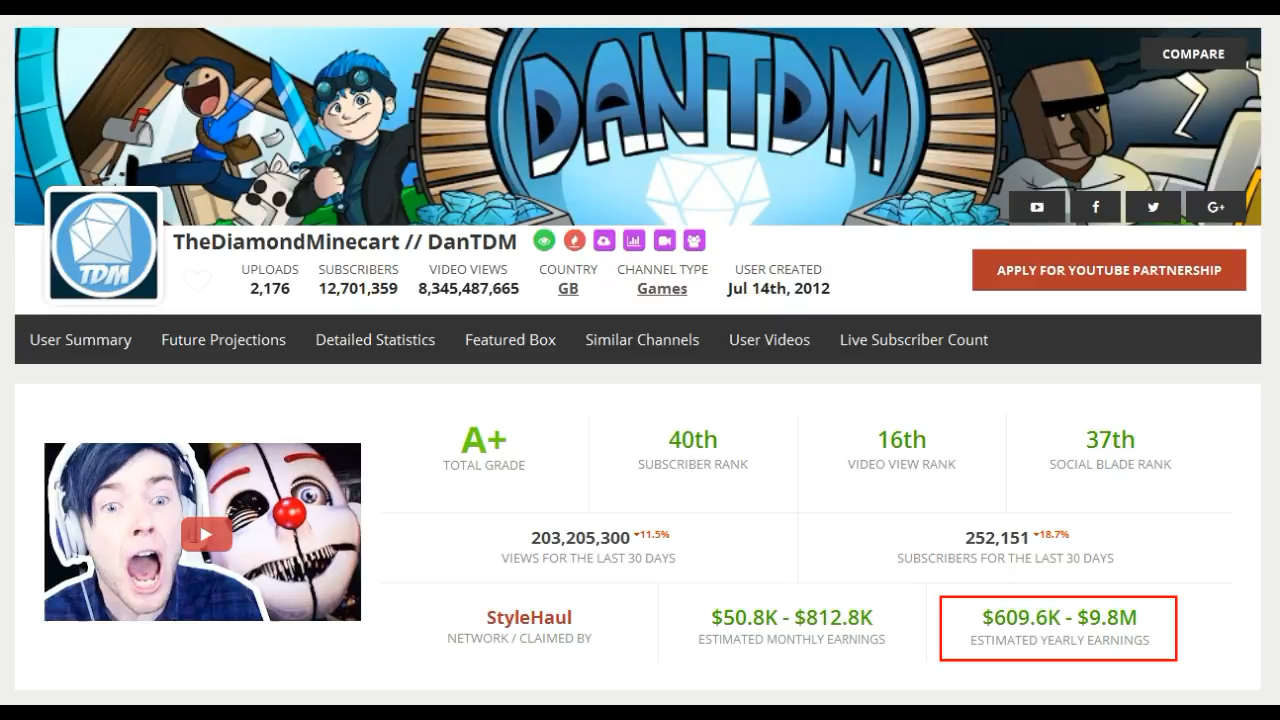 DANTDM
COMPARE
TDM
TheDiamondMinecart // DanTDM
UPLOADS SUBSCRIBERS VIDEO VIEWS COUNTRY CHANNEL TYPE USER CREATED
2,176 12,701,359 8,345,487,665 GB Games Jul 14th, 2012
G+
APPLY FOR YOUTUBE PARTNERSHIP
User Summary Future Projections Detailed Statistics Featured Box Similar Channels User Videos Live Subscriber Count
A+ 40th 16th 37th
TOTAL GRADE SUBSCRIBER RANK VIDEO VIEW RANK SOCIAL BLADE RANK
203,205,300 11.5% 252,151 18.7%
VIEWS FOR THE LAST 30 DAYS SUBSCRIBERS FOR THE LAST 30 DAYS
StyleHaul $50.8K - $812.8K $609.6K - $9.8M
NETWORK / CLAIMED BY ESTIMATED MONTHLY EARNINGS ESTIMATED YEARLY EARNINGS